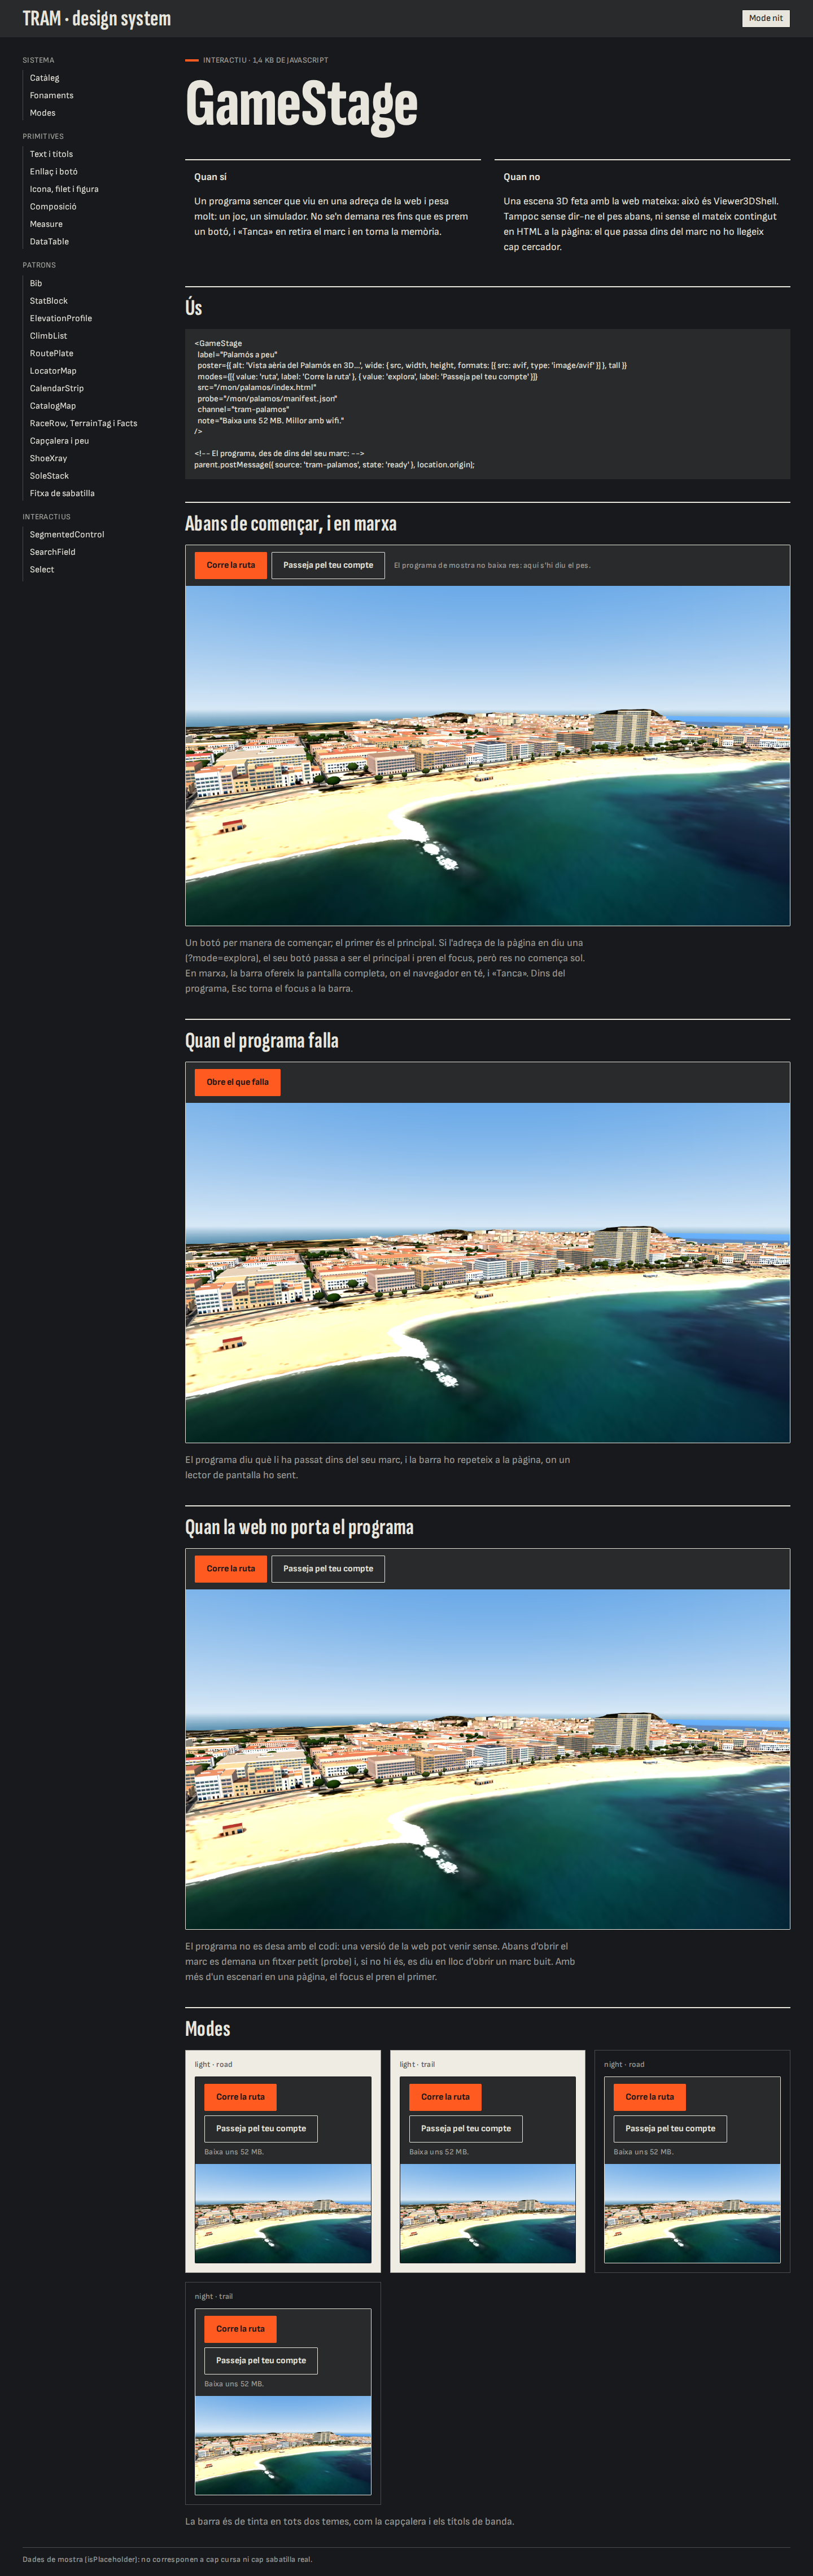 TRAM · design system
Mode nit
SISTEMA
Catàleg
Fonaments
Modes
PRIMITIVES
Text i títols
Enllaç i botó
Icona, filet i figura
Composició
Measure
DataTable
PATRONS
Bib
StatBlock
ElevationProfile
ClimbList
RoutePlate
LocatorMap
CalendarStrip
CatalogMap
RaceRow, TerrainTag i Facts
Capçalera i peu
ShoeXray
SoleStack
Fitxa de sabatilla
INTERACTIUS
SegmentedControl
SearchField
Select
INTERACTIU · 1,4 KB DE JAVASCRIPT
GameStage
Quan sí
Un programa sencer que viu en una adreça de la web i pesa
molt: un joc, un simulador. No se'n demana res fins que es prem
un botó, i «Tanca» en retira el marc i en torna la memòria.
Quan no
Una escena 3D feta amb la web mateixa: això és Viewer3DShell.
Tampoc sense dir-ne el pes abans, ni sense el mateix contingut
en HTML a la pàgina: el que passa dins del marc no ho llegeix
cap cercador.
Ús
<GameStage
label="Palamós a peu"
poster={{ alt: 'Vista aèria del Palamós en 3D…', wide: { src, width, height, formats: [{ src: avif, type: 'image/avif' }] }, tall }}
modes={[{ value: 'ruta', label: 'Corre la ruta' }, { value: 'explora', label: 'Passeja pel teu compte' }]}
src="/mon/palamos/index.html"
probe="/mon/palamos/manifest.json"
channel="tram-palamos"
note="Baixa uns 52 MB. Millor amb wifi."
/>
<!-- El programa, des de dins del seu marc: -->
parent.postMessage({ source: 'tram-palamos', state: 'ready' }, location.origin);
Abans de començar, i en marxa
Corre la ruta
Passeja pel teu compte
El programa de mostra no baixa res: aquí s'hi diu el pes.
Un botó per manera de començar; el primer és el principal. Si l'adreça de la pàgina en diu una
(?mode=explora), el seu botó passa a ser el principal i pren el focus, però res no comença sol.
En marxa, la barra ofereix la pantalla completa, on el navegador en té, i «Tanca». Dins del
programa, Esc torna el focus a la barra.
Quan el programa falla
Obre el que falla
El programa diu què li ha passat dins del seu marc, i la barra ho repeteix a la pàgina, on un
lector de pantalla ho sent.
Quan la web no porta el programa
Corre la ruta
Passeja pel teu compte
El programa no es desa amb el codi: una versió de la web pot venir sense. Abans d'obrir el
marc es demana un fitxer petit (probe) i, si no hi és, es diu en lloc d'obrir un marc buit. Amb
més d'un escenari en una pàgina, el focus el pren el primer.
Modes
light · road
Corre la ruta
Passeja pel teu compte
Baixa uns 52 MB.
light · trail
Corre la ruta
Passeja pel teu compte
Baixa uns 52 MB.
night · road
Corre la ruta
Passeja pel teu compte
Baixa uns 52 MB.
night · trail
Corre la ruta
Passeja pel teu compte
Baixa uns 52 MB.
La barra és de tinta en tots dos temes, com la capçalera i els títols de banda.
Dades de mostra (isPlaceholder): no corresponen a cap cursa ni cap sabatilla real.